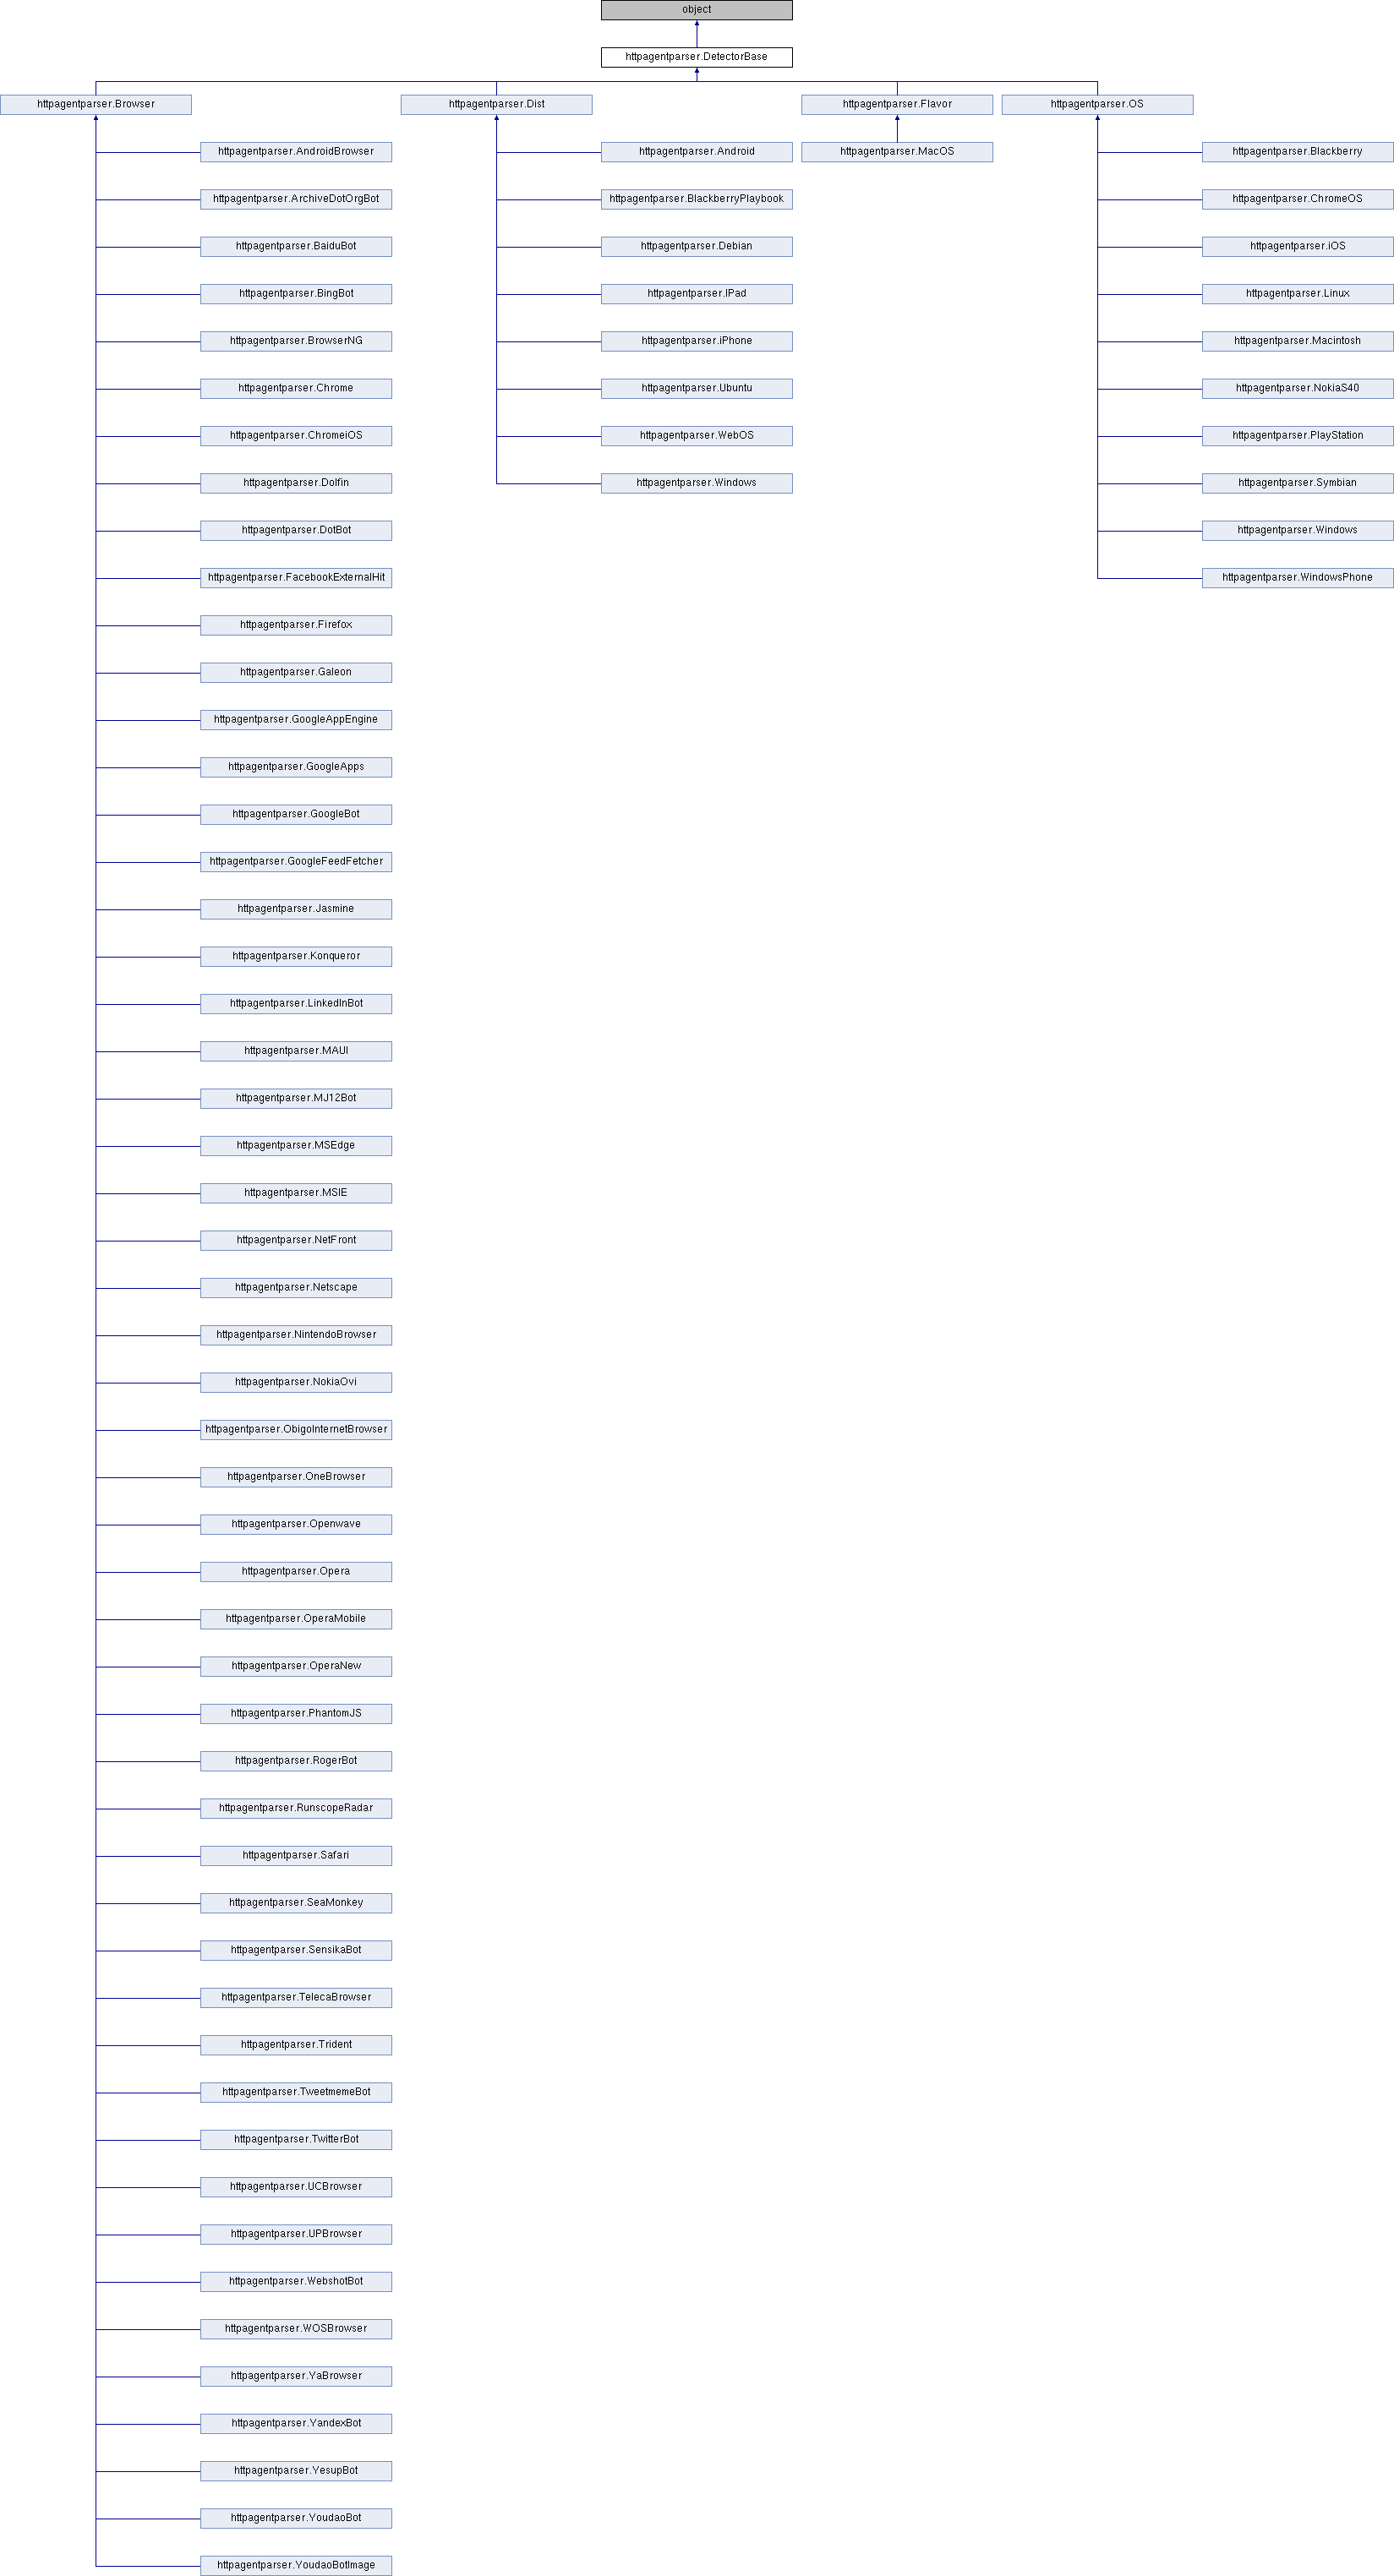 object
httpagentparser.DetectorBase
httpagentparser.Browser
httpagentparser.Dist
httpagentparser.Flavor
httpagentparser.OS
httpagentparser.AndroidBrowser
httpagentparser.Android
httpagentparser.MacOS
httpagentparser.Blackberry
httpagentparser.ArchiveDotOrgBot
httpagentparser.BlackberryPlaybook
httpagentparser.ChromeOS
httpagentparser.BaiduBot
httpagentparser.Debian
httpagentparser.iOS
httpagentparser.BingBot
httpagentparser.IPad
httpagentparser.Linux
httpagentparser.BrowserNG
httpagentparser.iPhone
httpagentparser.Macintosh
httpagentparser.Chrome
httpagentparser.Ubuntu
httpagentparser.NokiaS40
httpagentparser.ChromeiOS
httpagentparser.WebOS
httpagentparser.PlayStation
httpagentparser.Dolfin
httpagentparser.Windows
httpagentparser.Symbian
httpagentparser.DotBot
httpagentparser.Windows
httpagentparser.FacebookExternalHit
httpagentparser.WindowsPhone
httpagentparser.Firefox
httpagentparser.Galeon
httpagentparser.GoogleAppEngine
httpagentparser.GoogleApps
httpagentparser.GoogleBot
httpagentparser.GoogleFeedFetcher
httpagentparser.Jasmine
httpagentparser.Konqueror
httpagentparser.LinkedInBot
httpagentparser.MAUI
httpagentparser.MJ12Bot
httpagentparser.MSEdge
httpagentparser.MSIE
httpagentparser.NetFront
httpagentparser.Netscape
httpagentparser.NintendoBrowser
httpagentparser.NokiaOvi
httpagentparser.ObigoInternetBrowser
httpagentparser.OneBrowser
httpagentparser.Openwave
httpagentparser.Opera
httpagentparser.OperaMobile
httpagentparser.OperaNew
httpagentparser.PhantomJS
httpagentparser.RogerBot
httpagentparser.RunscopeRadar
httpagentparser.Safari
httpagentparser.SeaMonkey
httpagentparser.SensikaBot
httpagentparser.TelecaBrowser
httpagentparser.Trident
httpagentparser.TweetmemeBot
httpagentparser.TwitterBot
httpagentparser.UCBrowser
httpagentparser.UPBrowser
httpagentparser.WebshotBot
httpagentparser.WOSBrowser
httpagentparser.YaBrowser
httpagentparser.YandexBot
httpagentparser.YesupBot
httpagentparser.YoudaoBot
httpagentparser.YoudaoBotImage